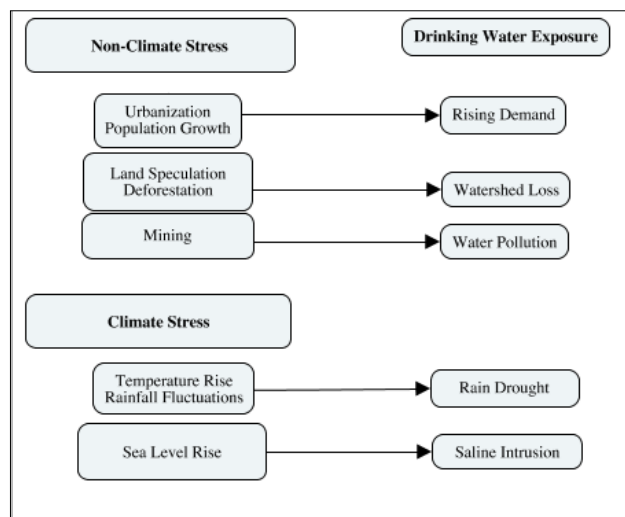 Non-Climate Stress
Drinking Water Exposure
Urbanization
Population Growth
Rising Demand
Land Speculation
Deforestation
Watershed Loss
Mining
Water Pollution
Climate Stress
Temperature Rise
Rainfall Fluctuations
Rain Drought
Sea Level Rise
Saline Intrusion